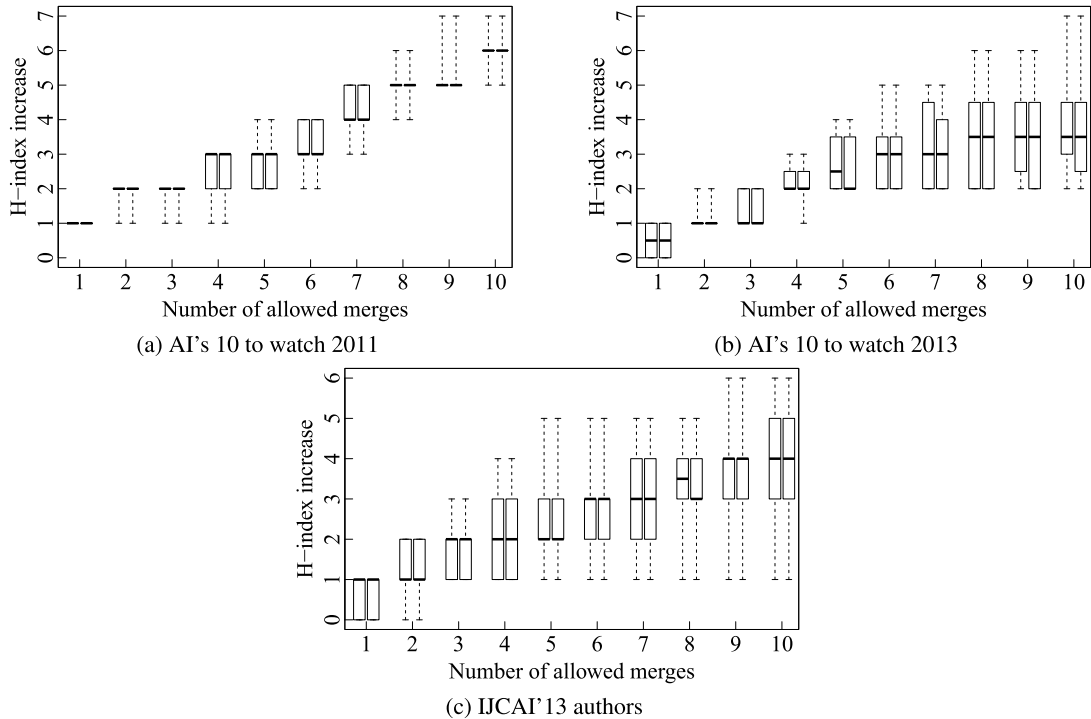 H−index increase
7
6
5
4
3
2
1
0
1 2 3 4 5 6 7 8 9 10
Number of allowed merges
(a) AI's 10 to watch 2011
H−index increase
7
6
5
4
3
2
1
0
1 2 3 4 5 6 7 8 9 10
Number of allowed merges
(b) AI's 10 to watch 2013
H−index increase
6
5
4
3
2
1
0
1 2 3 4 5 6 7 8 9 10
Number of allowed merges
(c) IJCAI'13 authors